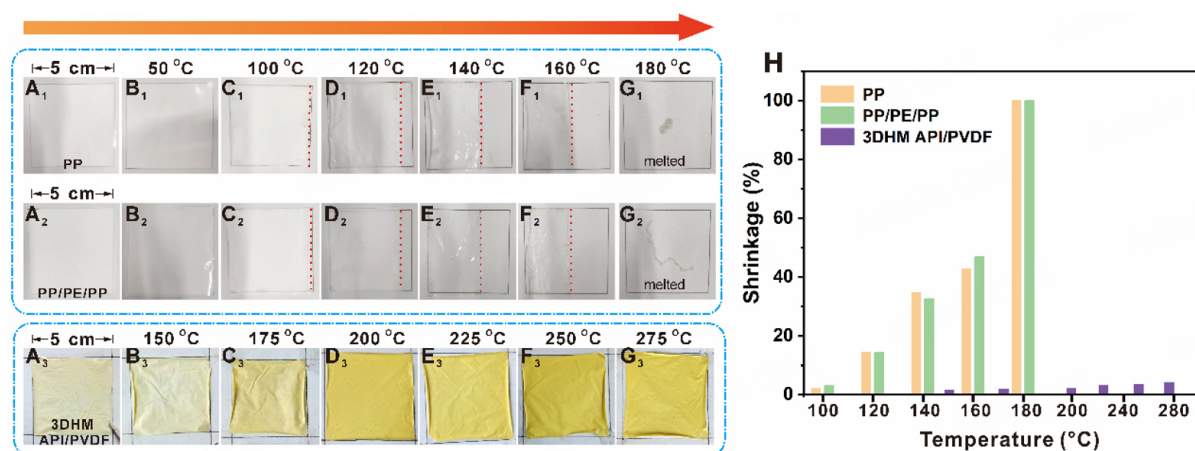 5 cm 50 °C 100 °C 120 °C 140 °C 160 °C 180 °C
A1 B1 C1 D1 E1 F1 G1
PP melted
5 cm
A2 B2 C2 D2 E2 F2 G2
PP/PE/PP melted
5 cm 150 °C 175 °C 200 °C 225 °C 250 °C 275 °C
A3 B3 C3 D3 E3 F3 G3
3DHM
API/PVDF
H
PP
PP/PE/PP
3DHM API/PVDF
Shrinkage (%)
100
80
60
40
20
0
100 120 140 160 180 200 240 280
Temperature (°C)